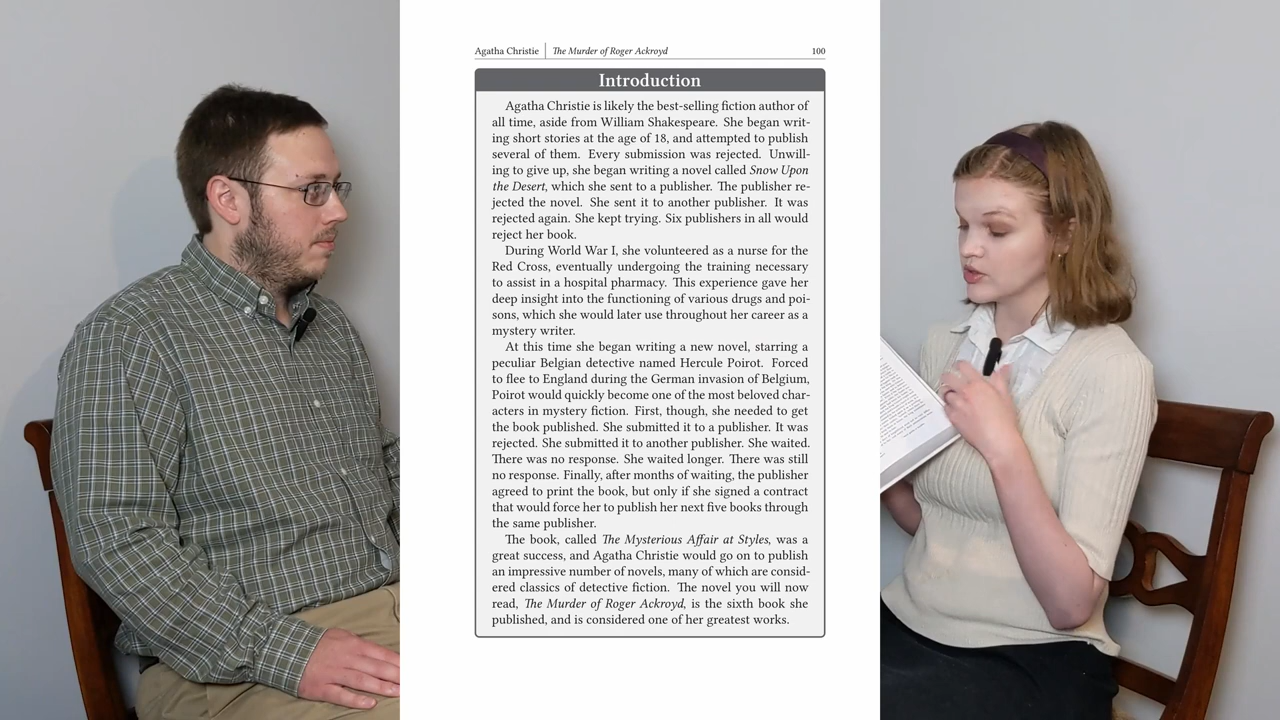 Agatha Christie The Murder of Roger Ackroyd 100
Introduction
Agatha Christie is likely the best-selling fiction author of
all time, aside from William Shakespeare. She began writ-
ing short stories at the age of 18, and attempted to publish
several of them. Every submission was rejected. Unwill-
ing to give up, she began writing a novel called Snow Upon
the Desert, which she sent to a publisher. The publisher re-
jected the novel. She sent it to another publisher. It was
rejected again. She kept trying. Six publishers in all would
reject her book.
During World War I, she volunteered as a nurse for the
Red Cross, eventually undergoing the training necessary
to assist in a hospital pharmacy. This experience gave her
deep insight into the functioning of various drugs and poi-
sons, which she would later use throughout her career as a
mystery writer.
At this time she began writing a new novel, starring a
peculiar Belgian detective named Hercule Poirot. Forced
to flee to England during the German invasion of Belgium,
Poirot would quickly become one of the most beloved char-
acters in mystery fiction. First, though, she needed to get
the book published. She submitted it to a publisher. It was
rejected. She submitted it to another publisher. She waited.
There was no response. She waited longer. There was still
no response. Finally, after months of waiting, the publisher
agreed to print the book, but only if she signed a contract
that would force her to publish her next five books through
the same publisher.
The book, called The Mysterious Affair at Styles, was a
great success, and Agatha Christie would go on to publish
an impressive number of novels, many of which are consid-
ered classics of detective fiction. The novel you will now
read, The Murder of Roger Ackroyd, is the sixth book she
published, and is considered one of her greatest works.